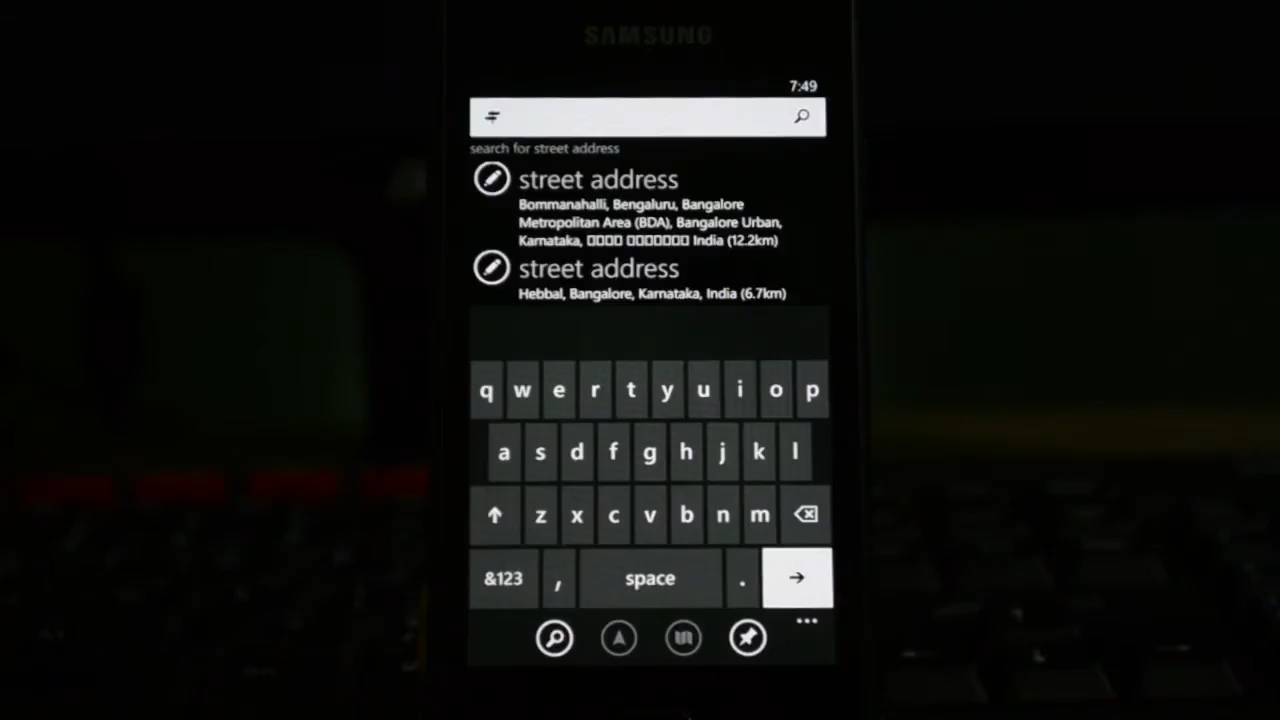 SAMSUNG
7:49
search for street address
street address
Bommanahalli, Bengaluru, Bangalore
Metropolitan Area (BDA), Bangalore Urban,
Karnataka, India (12.2km)
street address
Hebbal, Bangalore, Karnataka, India (6.7km)
q w e r t y u i o p
a s d f g h j k l
z x c v b n m
&123 , space .